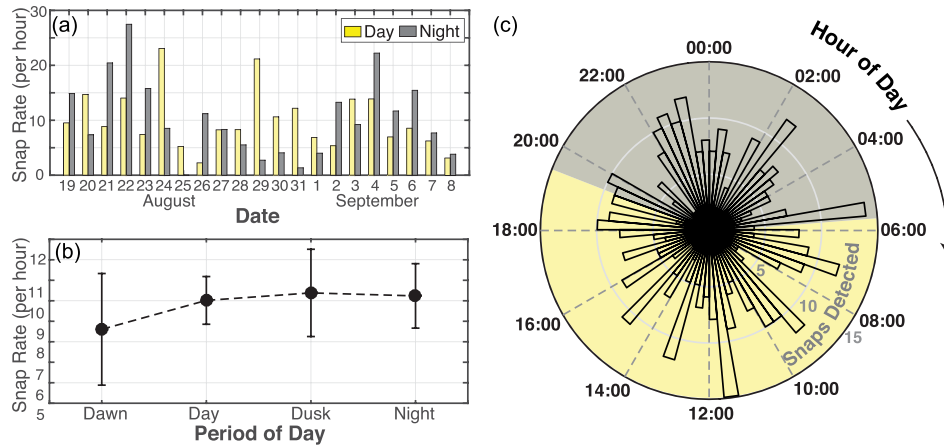 (a)
Snap Rate (per hour)
30
20
10
0
Day
Night
19 20 21 22 23 24 25 26 27 28 29 30 31 1 2 3 4 5 6 7 8
August
September
Date
(b)
Snap Rate (per hour)
12
11
10
9
8
7
6
5
Dawn
Day
Dusk
Night
Period of Day
(c)
Hour of Day
00:00
02:00
04:00
06:00
08:00
10:00
12:00
14:00
16:00
18:00
20:00
22:00
5
10
15
Snaps Detected